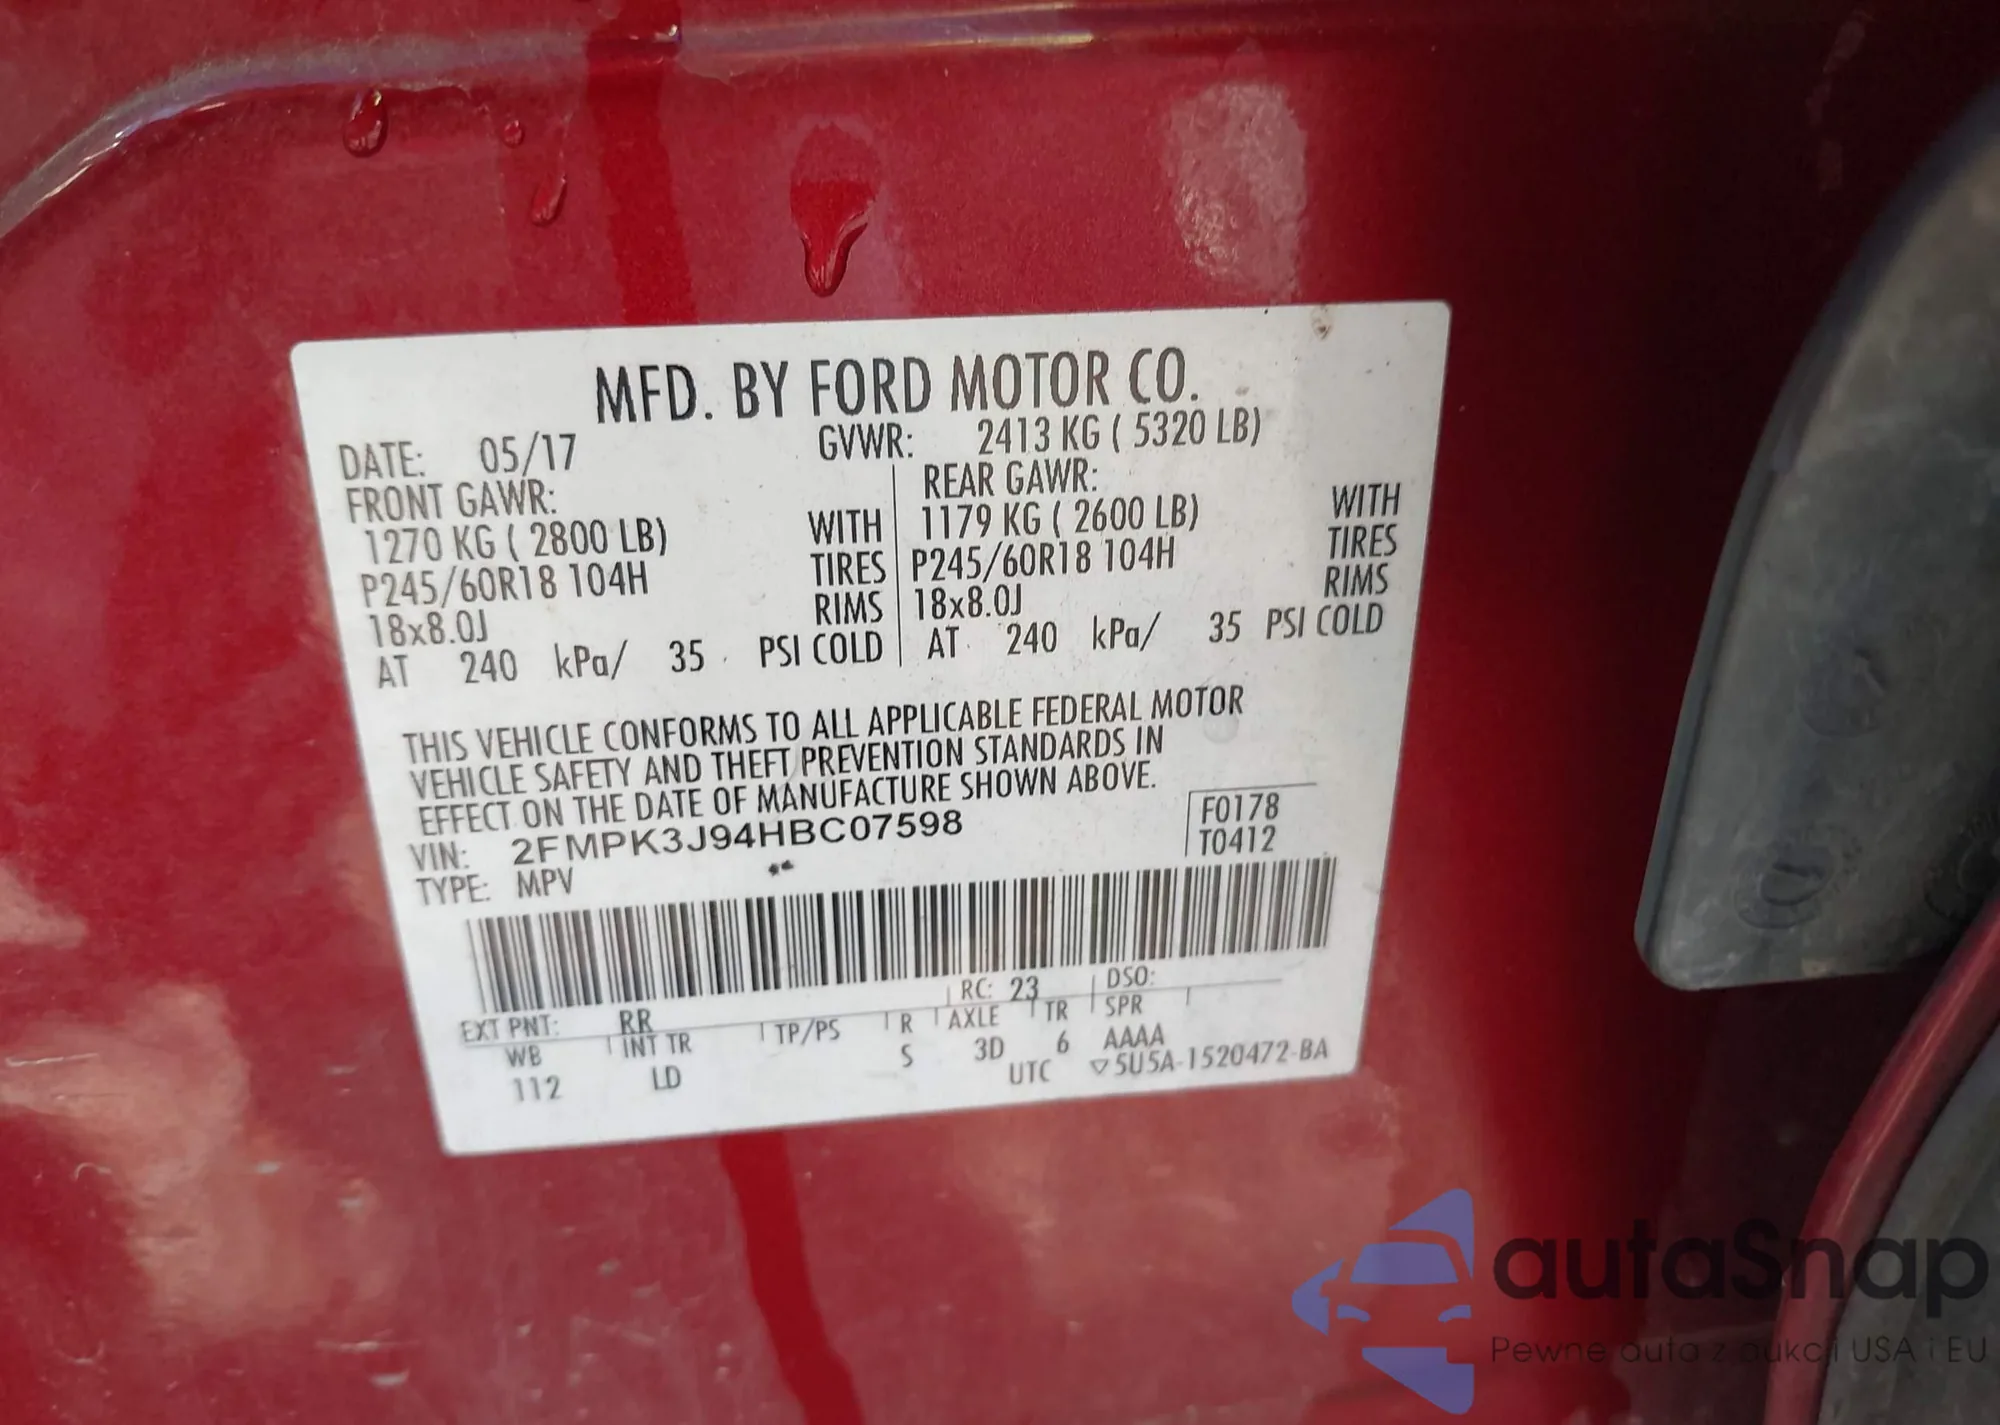 MFD. BY FORD MOTOR CO.
DATE: 05/17 GVWR: 2413 KG ( 5320 LB)
FRONT GAWR: REAR GAWR:
1270 KG ( 2800 LB) WITH 1179 KG ( 2600 LB) WITH
P245/60R18 104H TIRES P245/60R18 104H TIRES
18x8.0J RIMS 18x8.0J RIMS
AT 240 kPa/ 35 PSI COLD AT 240 kPa/ 35 PSI COLD
THIS VEHICLE CONFORMS TO ALL APPLICABLE FEDERAL MOTOR
VEHICLE SAFETY AND THEFT PREVENTION STANDARDS IN
EFFECT ON THE DATE OF MANUFACTURE SHOWN ABOVE.
VIN: 2FMPK3J94HBC07598 F0178
TYPE: MPV T0412
EXT PNT: RR RC: 23 DSO:
WB INT TR TP/PS R AXLE TR SPR
112 LD S 3D 6 AAAA
UTC ▽5U5A-1520472-BA
autaSnap
Pewne auta z aukcji USA i EU